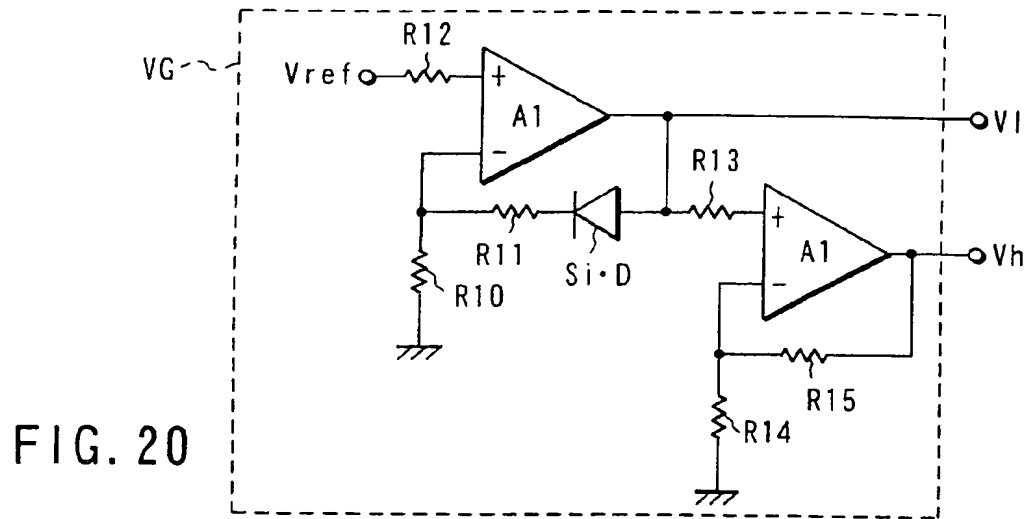 R12
VG
Vref
+
A1
Vl
−
R13
+
R11
Si·D
A1
Vh
R10
−
R15
R14
FIG. 20